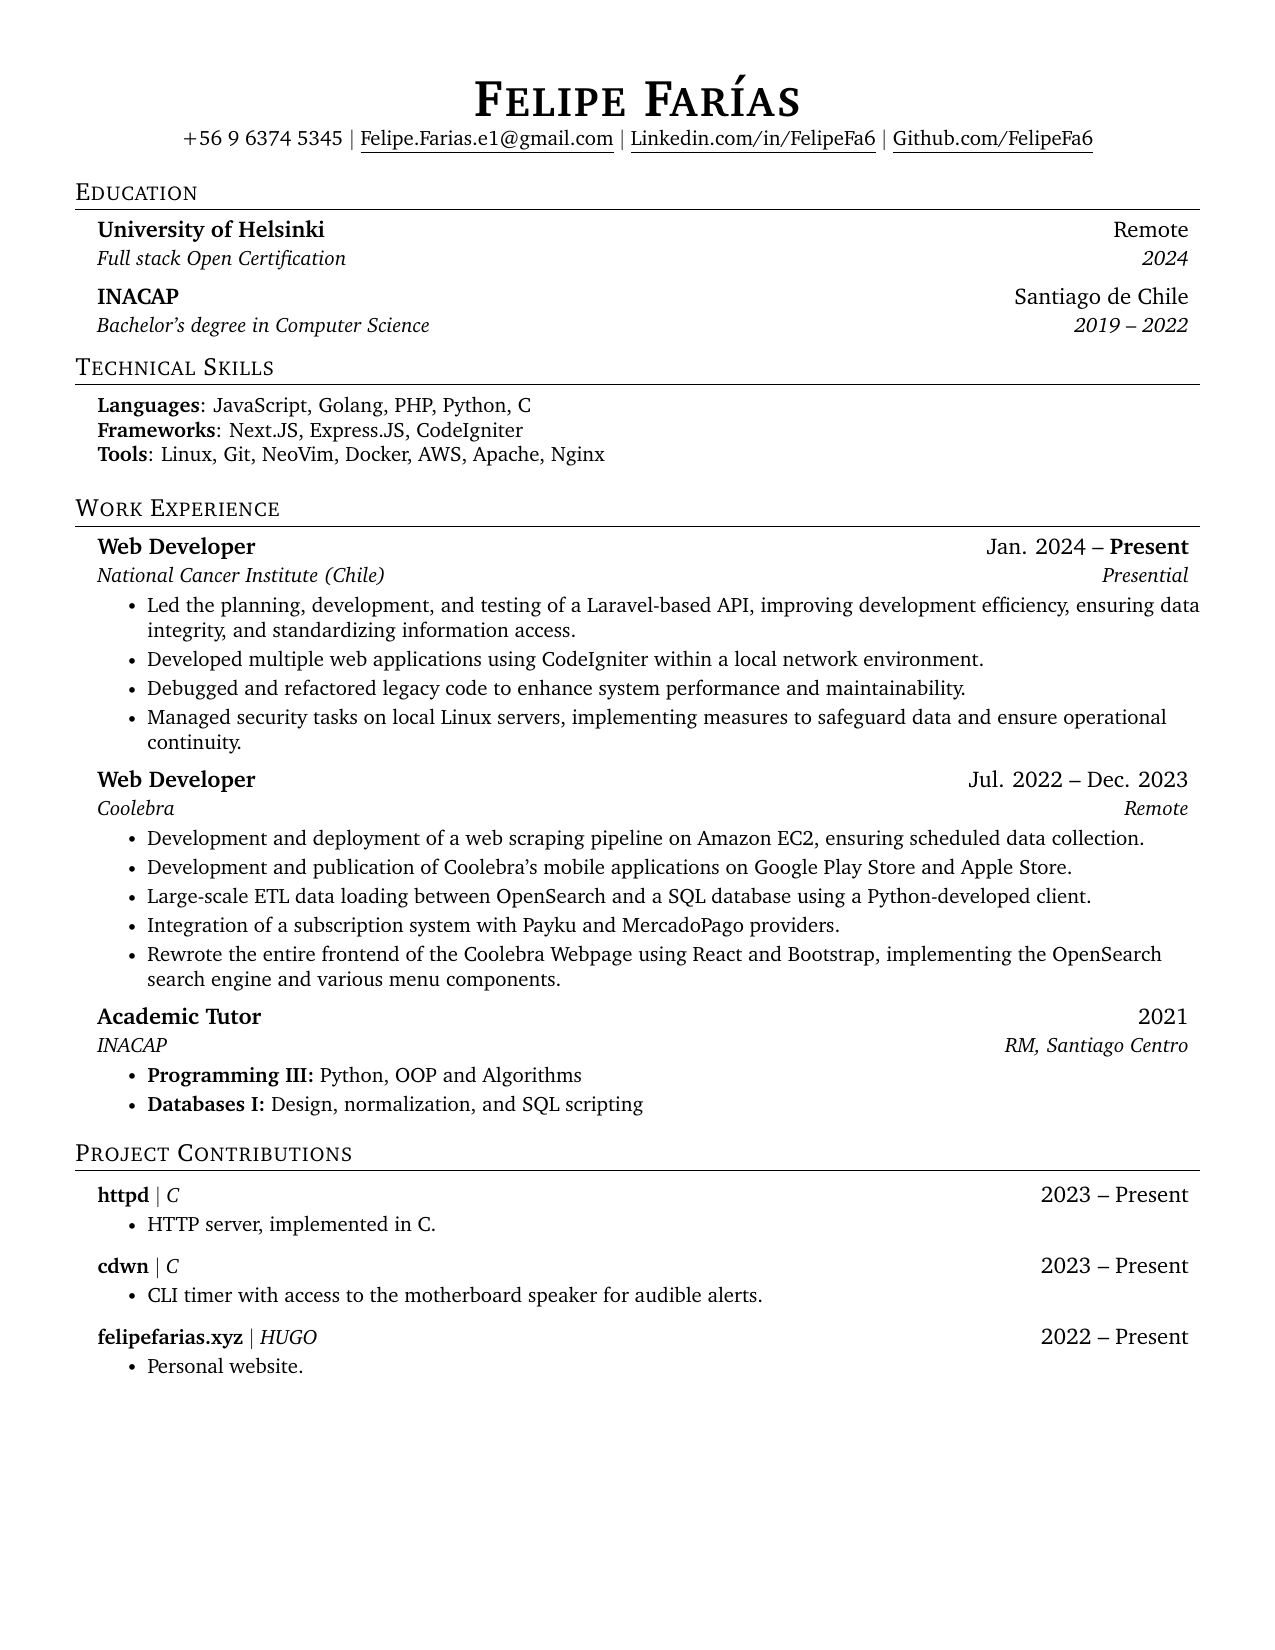 Felipe Farías
+56 9 6374 5345 | Felipe.Farias.e1@gmail.com | Linkedin.com/in/FelipeFa6 | Github.com/FelipeFa6
Education
University of Helsinki Remote
Full stack Open Certification 2024
INACAP Santiago de Chile
Bachelor's degree in Computer Science 2019 – 2022
Technical Skills
Languages: JavaScript, Golang, PHP, Python, C
Frameworks: Next.JS, Express.JS, CodeIgniter
Tools: Linux, Git, NeoVim, Docker, AWS, Apache, Nginx
Work Experience
Web Developer Jan. 2024 – Present
National Cancer Institute (Chile) Presential
• Led the planning, development, and testing of a Laravel-based API, improving development efficiency, ensuring data
integrity, and standardizing information access.
• Developed multiple web applications using CodeIgniter within a local network environment.
• Debugged and refactored legacy code to enhance system performance and maintainability.
• Managed security tasks on local Linux servers, implementing measures to safeguard data and ensure operational
continuity.
Web Developer Jul. 2022 – Dec. 2023
Coolebra Remote
• Development and deployment of a web scraping pipeline on Amazon EC2, ensuring scheduled data collection.
• Development and publication of Coolebra's mobile applications on Google Play Store and Apple Store.
• Large-scale ETL data loading between OpenSearch and a SQL database using a Python-developed client.
• Integration of a subscription system with Payku and MercadoPago providers.
• Rewrote the entire frontend of the Coolebra Webpage using React and Bootstrap, implementing the OpenSearch
search engine and various menu components.
Academic Tutor 2021
INACAP RM, Santiago Centro
• Programming III: Python, OOP and Algorithms
• Databases I: Design, normalization, and SQL scripting
Project Contributions
httpd | C 2023 – Present
• HTTP server, implemented in C.
cdwn | C 2023 – Present
• CLI timer with access to the motherboard speaker for audible alerts.
felipefarias.xyz | HUGO 2022 – Present
• Personal website.